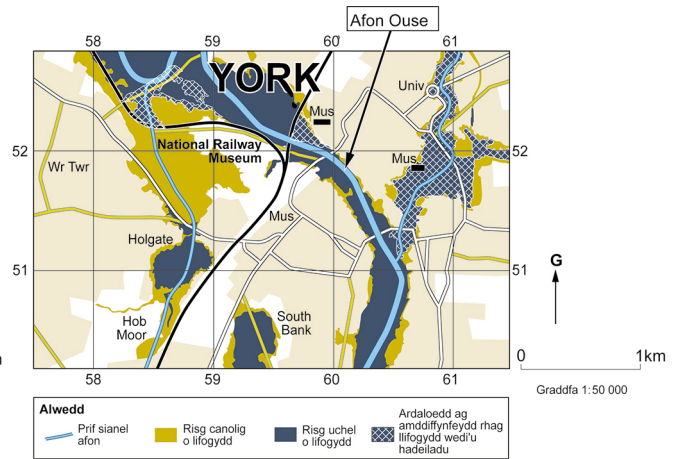 Afon Ouse
58 59 60 61
YORK
Univ
Mus
52 52
National Railway
Museum
Mus
Wr Twr
Mus
Holgate
51 51
G
Hob
Moor
South
Bank
0 1km
58 59 60 61
Graddfa 1:50 000
Alwedd
Prif sianel
afon
Risg canolig
o lifogydd
Risg uchel
o lifogydd
Ardaloedd ag
amddiffynfeydd rhag
llifogydd wedi'u
hadeiladu